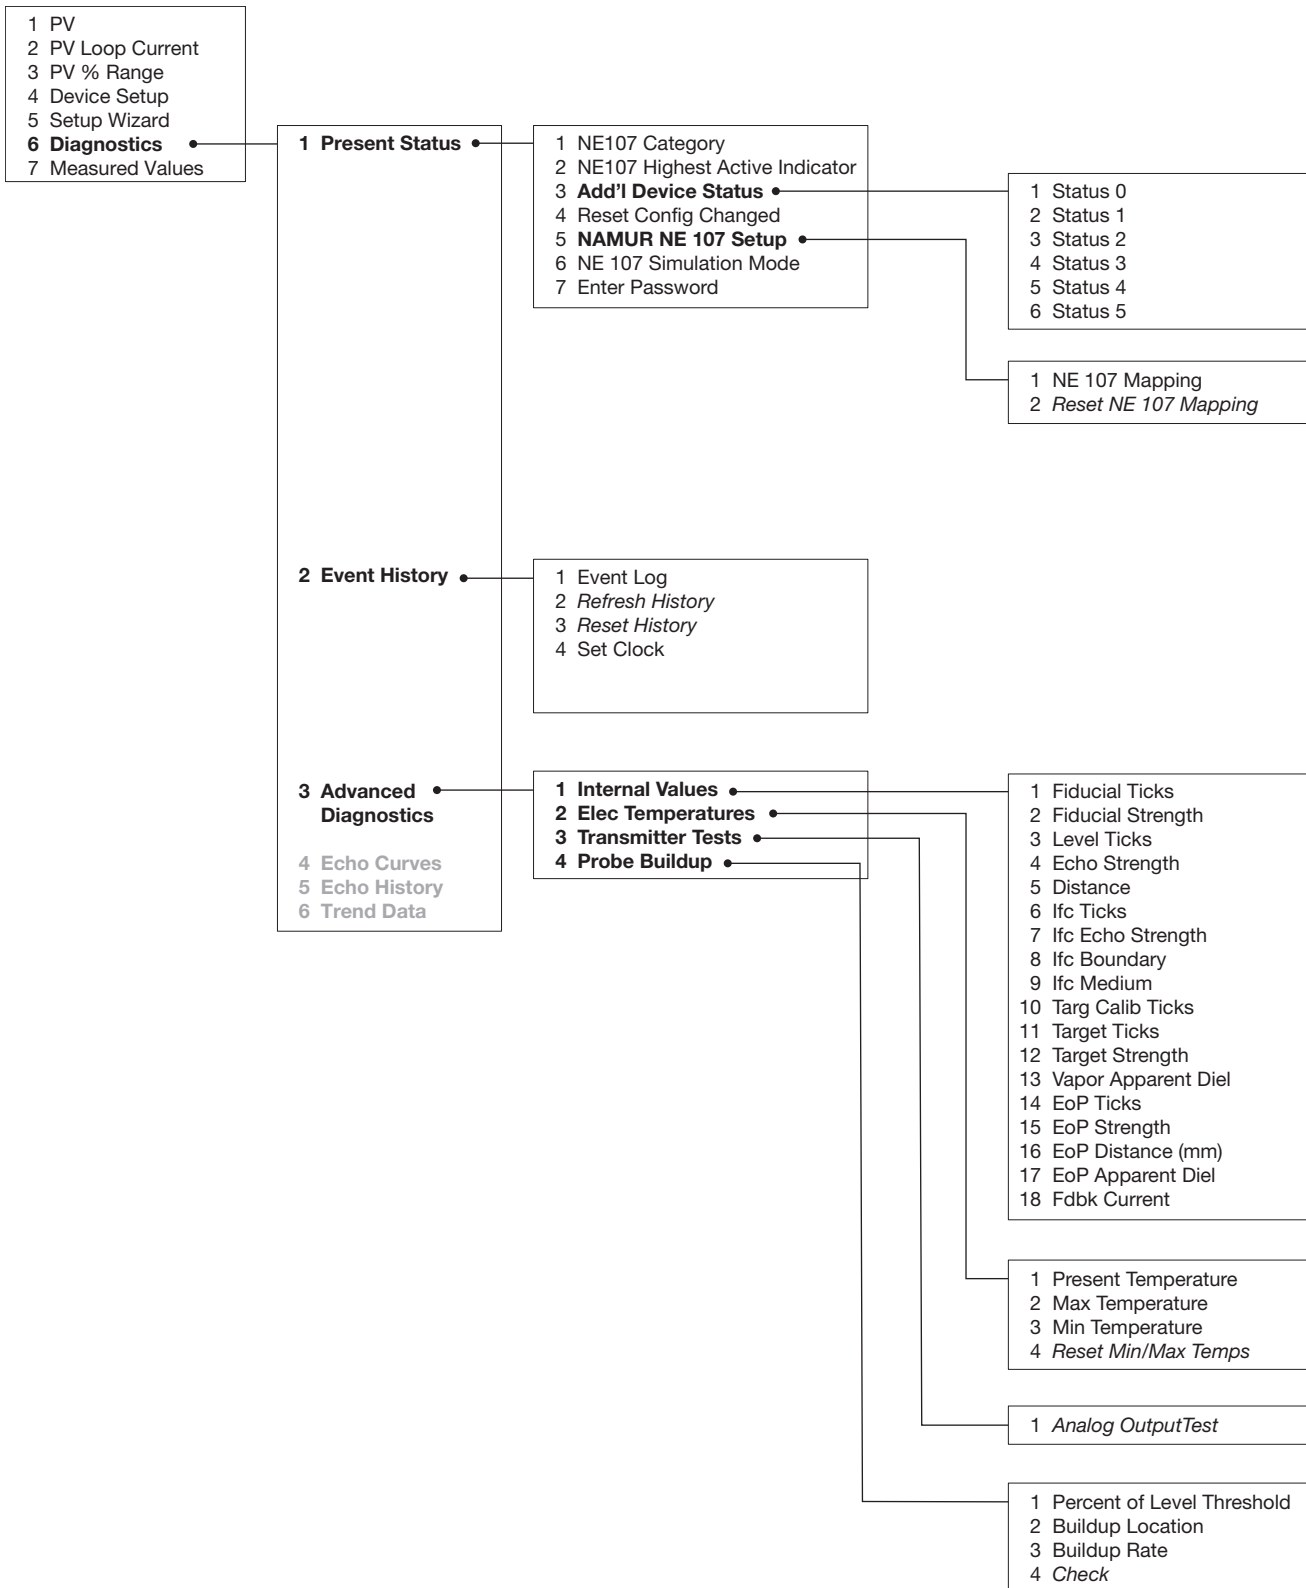 1 PV
2 PV Loop Current
3 PV % Range
4 Device Setup
5 Setup Wizard
6 Diagnostics
7 Measured Values
1 Present Status
2 Event History
3 Advanced
Diagnostics
4 Echo Curves
5 Echo History
6 Trend Data
1 NE107 Category
2 NE107 Highest Active Indicator
3 Add’l Device Status
4 Reset Config Changed
5 NAMUR NE 107 Setup
6 NE 107 Simulation Mode
7 Enter Password
1 Status 0
2 Status 1
3 Status 2
4 Status 3
5 Status 4
6 Status 5
1 NE 107 Mapping
2 Reset NE 107 Mapping
1 Event Log
2 Refresh History
3 Reset History
4 Set Clock
1 Internal Values
2 Elec Temperatures
3 Transmitter Tests
4 Probe Buildup
1 Fiducial Ticks
2 Fiducial Strength
3 Level Ticks
4 Echo Strength
5 Distance
6 Ifc Ticks
7 Ifc Echo Strength
8 Ifc Boundary
9 Ifc Medium
10 Targ Calib Ticks
11 Target Ticks
12 Target Strength
13 Vapor Apparent Diel
14 EoP Ticks
15 EoP Strength
16 EoP Distance (mm)
17 EoP Apparent Diel
18 Fdbk Current
1 Present Temperature
2 Max Temperature
3 Min Temperature
4 Reset Min/Max Temps
1 Analog OutputTest
1 Percent of Level Threshold
2 Buildup Location
3 Buildup Rate
4 Check